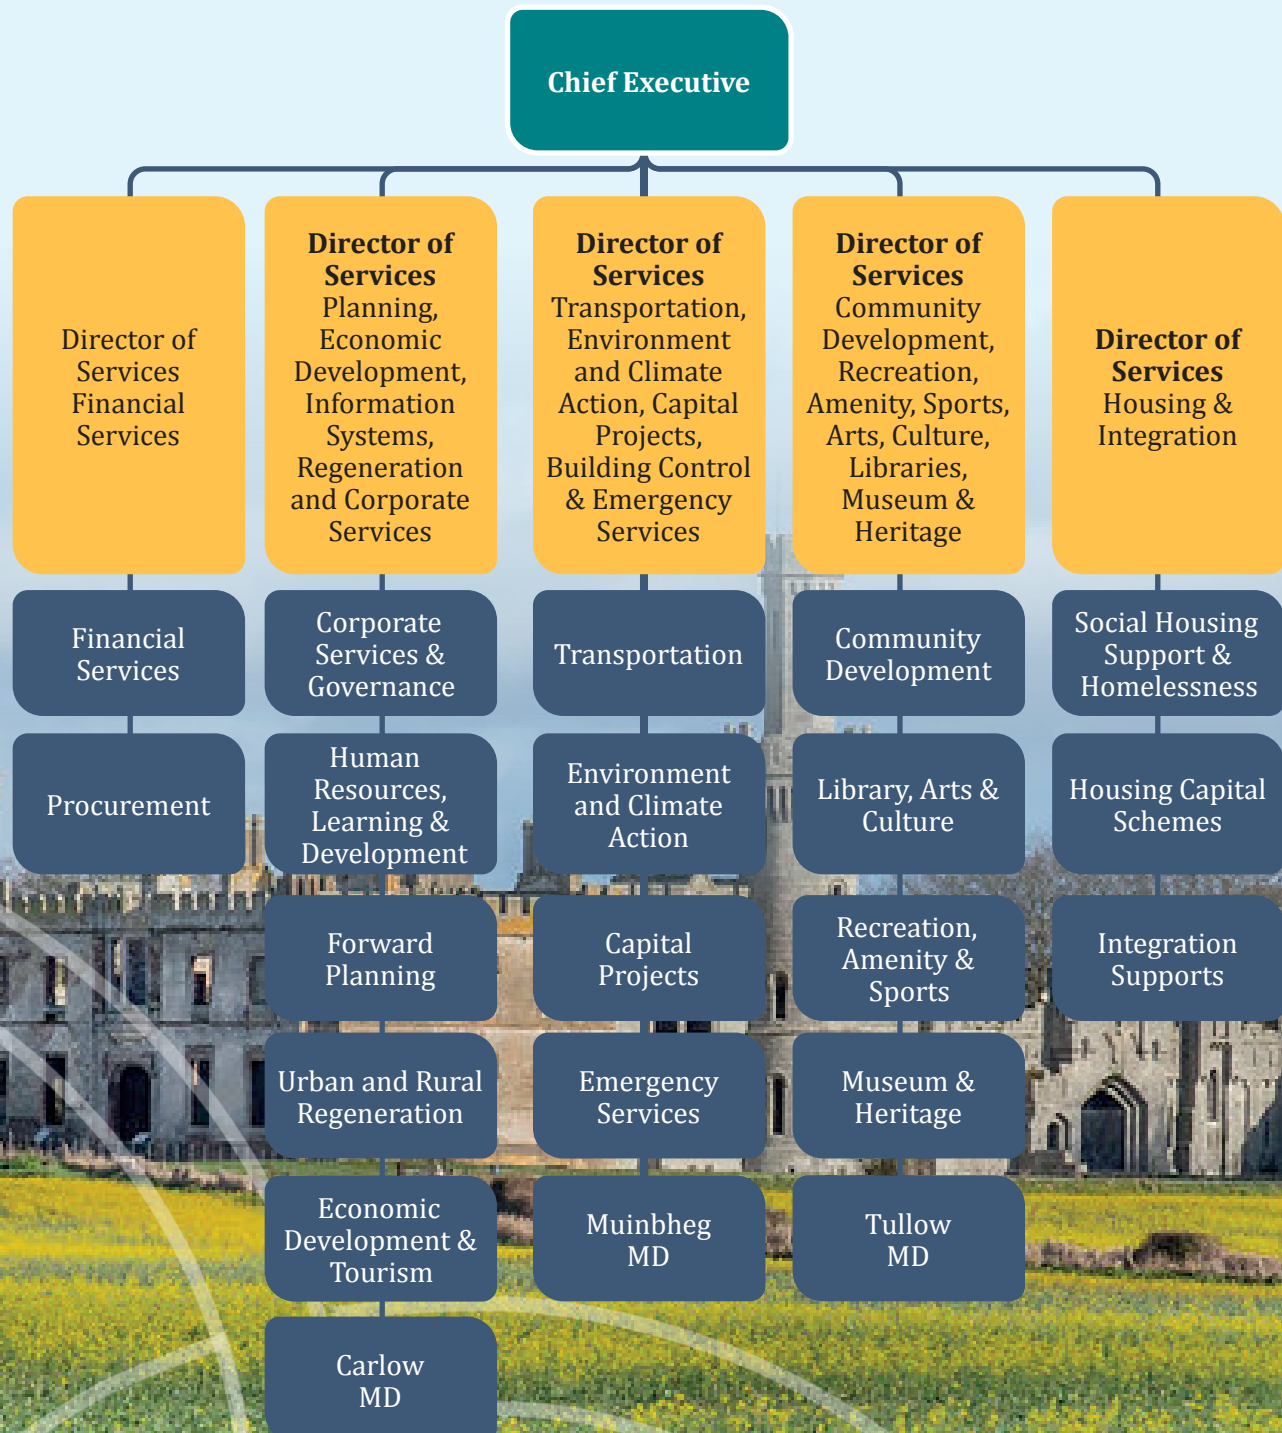 Chief Executive
Director of
Services
Financial
Services
Financial
Services
Procurement
Director of
Services
Planning,
Economic
Development,
Information
Systems,
Regeneration
and Corporate
Services
Corporate
Services &
Governance
Human
Resources,
Learning &
Development
Forward
Planning
Urban and Rural
Regeneration
Economic
Development &
Tourism
Carlow
MD
Director of
Services
Transportation,
Environment
and Climate
Action, Capital
Projects,
Building Control
& Emergency
Services
Transportation
Environment
and Climate
Action
Capital
Projects
Emergency
Services
Muinbheg
MD
Director of
Services
Community
Development,
Recreation,
Amenity, Sports,
Arts, Culture,
Libraries,
Museum &
Heritage
Community
Development
Library, Arts &
Culture
Recreation,
Amenity &
Sports
Museum &
Heritage
Tullow
MD
Director of
Services
Housing &
Integration
Social Housing
Support &
Homelessness
Housing Capital
Schemes
Integration
Supports